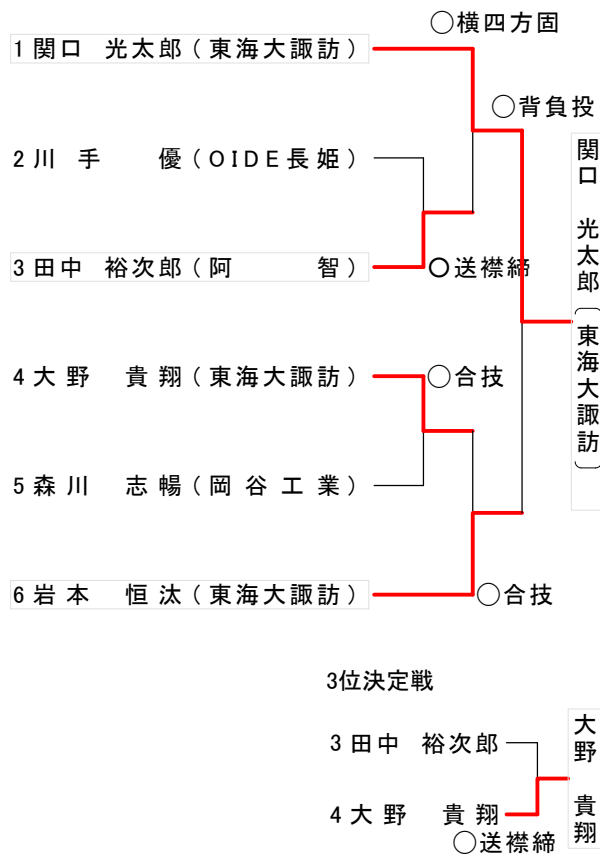 ○横四方固
1 関口 光太郎(東海大諏訪)
○背負投
2 川手 優(OIDE長姫)
関口 光太郎(東海大諏訪)
3 田中 裕次郎(阿智)
○送襟締
4 大野 貴翔(東海大諏訪)
○合技
5 森川 志暢(岡谷工業)
6 岩本 恒汰(東海大諏訪)
○合技
3位決定戦
3 田中 裕次郎
大野 貴翔
4 大野 貴翔
○送襟締